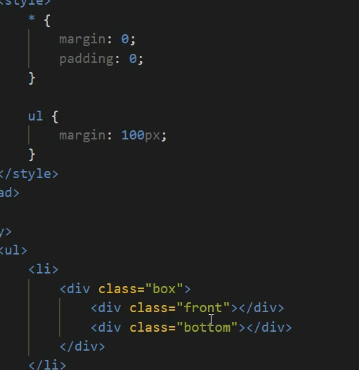 <style>
* {
margin: 0;
padding: 0;
}
ul {
margin: 100px;
}
</style>
ad>
y>
<ul>
<li>
<div class="box">
<div class="front"></div>
<div class="bottom"></div>
</div>
</li>